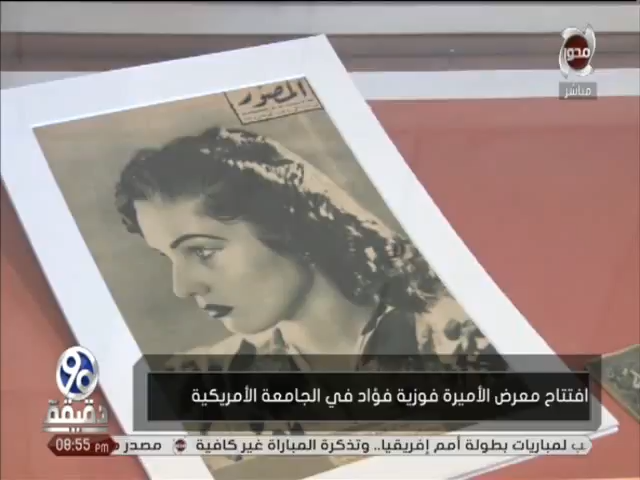 المصور
محور
مباشر
افتتاح معرض الأميرة فوزية فؤاد في الجامعة الأمريكية
90
دقيقة
08:55 PM
ب لمباريات بطولة أمم إفريقيا.. وتذكرة المباراة غير كافية
مصدر م